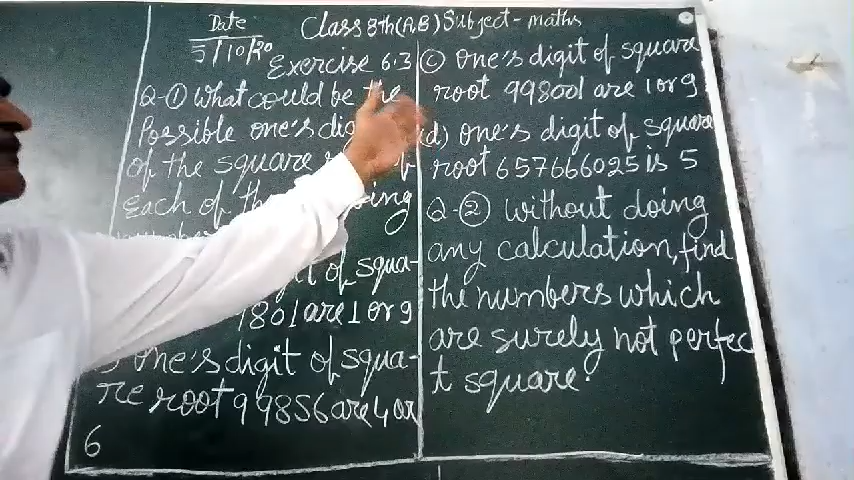 Date
5/10/20
Class 8th(A,B) Subject - maths
Exercise 6.3
Q-① What could be the
Possible one's dig
of the square
Each of
git of squa-
1801 are 1 or 9
one's digit of squa-
re root 99856 are 4 or
6
© One's digit of square
root 998001 are 1 or 9
d) One's digit of square
root 657666025 is 5
Q-② without doing
any calculation, find
the numbers which
are surely not perfec
t square.